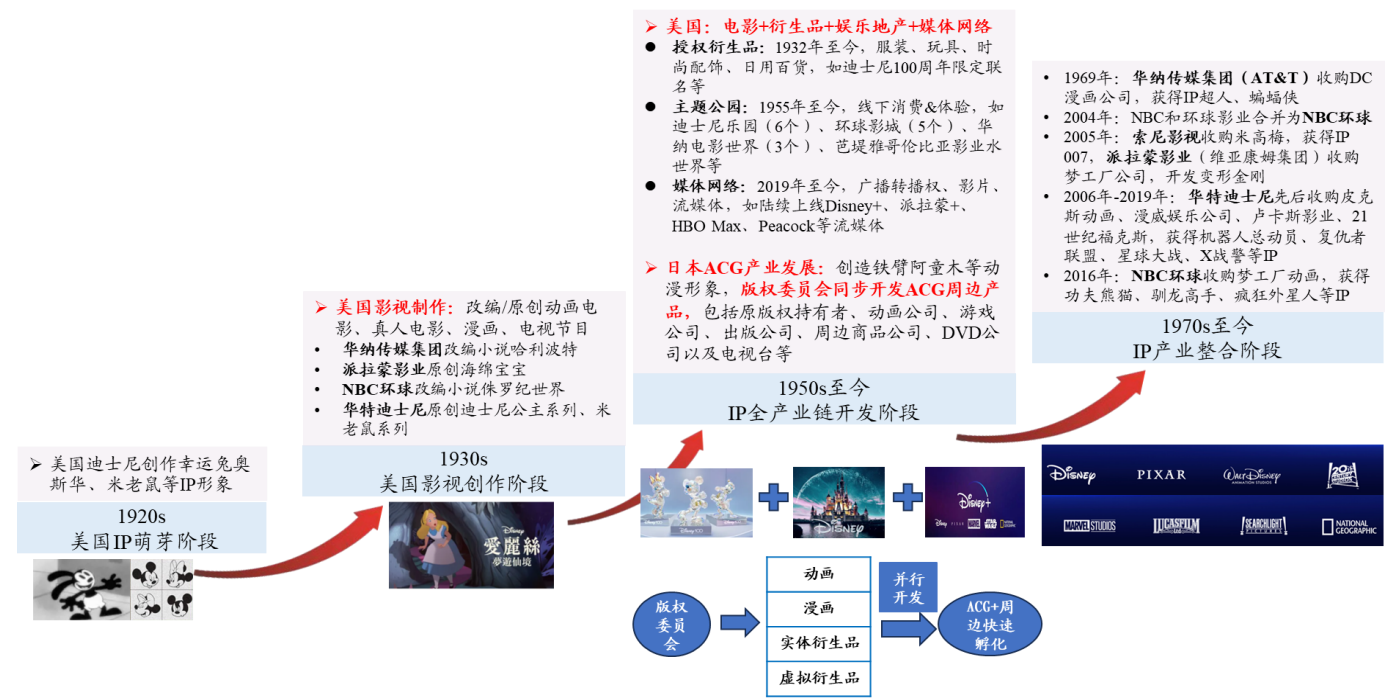 ➢ 美国迪士尼创作幸运兔奥
斯华、米老鼠等IP形象
1920s
美国IP萌芽阶段
➢ 美国影视制作：改编/原创动画电
影、真人电影、漫画、电视节目
• 华纳传媒集团改编小说哈利波特
• 派拉蒙影业原创海绵宝宝
• NBC环球改编小说侏罗纪世界
• 华特迪士尼原创迪士尼公主系列、米
老鼠系列
1930s
美国影视创作阶段
Disney
愛麗絲
夢遊仙境
➢ 美国：电影+衍生品+娱乐地产+媒体网络
● 授权衍生品：1932年至今，服装、玩具、时
尚配饰、日用百货，如迪士尼100周年限定联
名等
● 主题公园：1955年至今，线下消费&体验，如
迪士尼乐园（6个）、环球影城（5个）、华
纳电影世界（3个）、芭堤雅哥伦比亚影业水
世界等
● 媒体网络：2019年至今，广播转播权、影片、
流媒体，如陆续上线Disney+、派拉蒙+、
HBO Max、Peacock等流媒体
➢ 日本ACG产业发展：创造铁臂阿童木等动
漫形象，版权委员会同步开发ACG周边产
品，包括原版权持有者、动画公司、游戏
公司、出版公司、周边商品公司、DVD公
司以及电视台等
1950s至今
IP全产业链开发阶段
Disney100
DISNEY
Disney+
Disney PIXAR MARVEL STAR WARS NATIONAL GEOGRAPHIC
版权
委员
会
动画
漫画
实体衍生品
虚拟衍生品
并行
开发
ACG+周
边快速
孵化
• 1969年：华纳传媒集团（AT&T）收购DC
漫画公司，获得IP超人、蝙蝠侠
• 2004年：NBC和环球影业合并为NBC环球
• 2005年：索尼影视收购米高梅，获得IP
007，派拉蒙影业（维亚康姆集团）收购
梦工厂公司，开发变形金刚
• 2006年-2019年：华特迪士尼先后收购皮克
斯动画、漫威娱乐公司、卢卡斯影业、21
世纪福克斯，获得机器人总动员、复仇者
联盟、星球大战、X战警等IP
• 2016年：NBC环球收购梦工厂动画，获得
功夫熊猫、驯龙高手、疯狂外星人等IP
1970s至今
IP产业整合阶段
Disney PIXAR WALT DISNEY ANIMATION STUDIOS 20th CENTURY STUDIOS
MARVEL STUDIOS LUCASFILM Ltd SEARCHLIGHT PICTURES NATIONAL GEOGRAPHIC